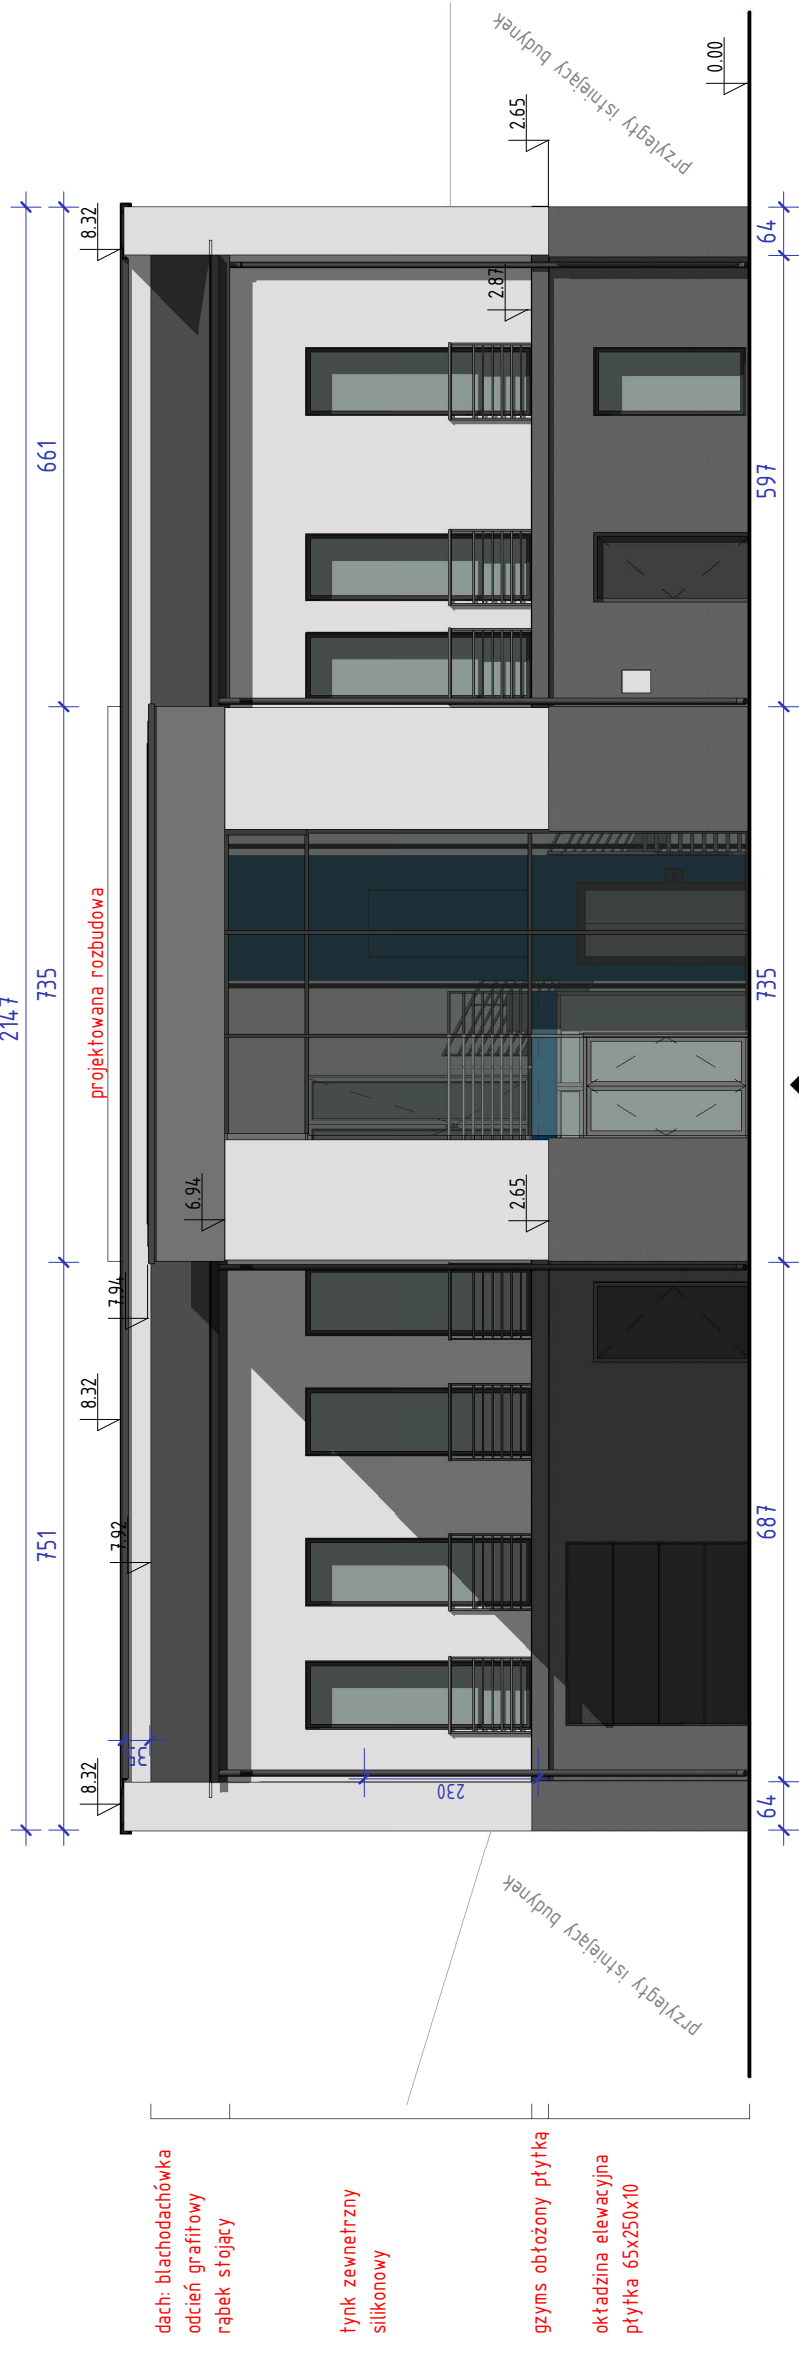 2147
751
735
661
projektowana rozbudowa
8.32
7.92
8.32
7.94
8.32
35
6.94
2.65
2.87
2.65
0.00
230
przyległy istniejący budynek
przyległy istniejący budynek
dach: blachodachówka
odcień grafitowy
rąbek stojący
tynk zewnetrzny
silikonowy
gzyms obłożony płytką
okładzina elewacyjna
płytka 65x250x10
64
687
735
597
64